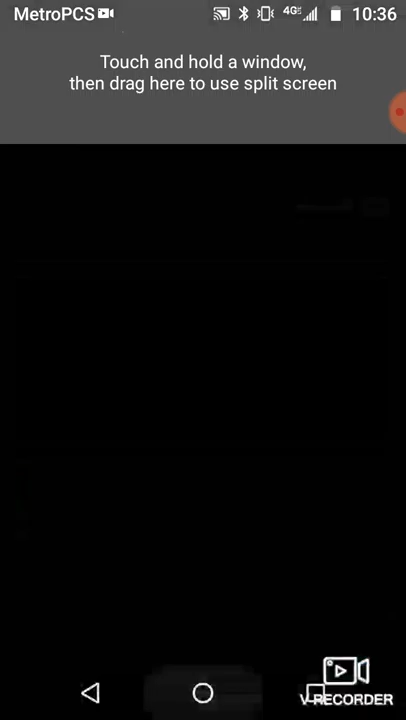 MetroPCS 4G 10:36
Touch and hold a window,
then drag here to use split screen
V RECORDER